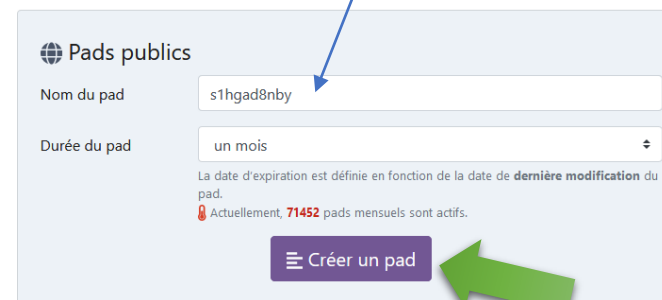 Pads publics
Nom du pad
s1hgad8nby
Durée du pad
un mois
La date d'expiration est définie en fonction de la date de dernière modification du
pad.
Actuellement, 71452 pads mensuels sont actifs.
Créer un pad